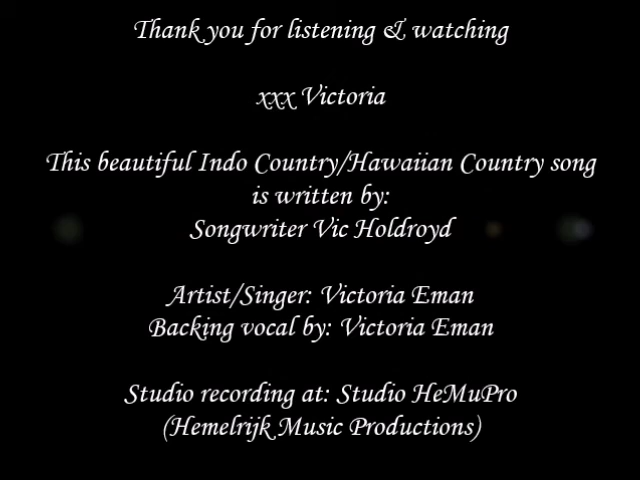 Thank you for listening & watching
xxx Victoria
This beautiful Indo Country/Hawaiian Country song
is written by:
Songwriter Vic Holdroyd
Artist/Singer: Victoria Eman
Backing vocal by: Victoria Eman
Studio recording at: Studio HeMuPro
(Hemelrijk Music Productions)